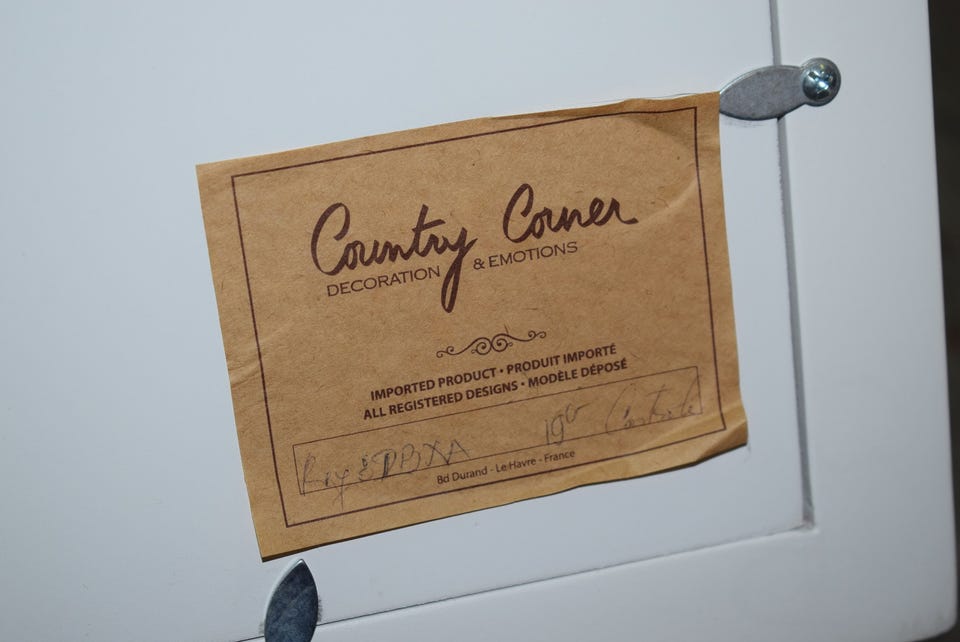 Country Corner
DECORATION & EMOTIONS
IMPORTED PRODUCT • PRODUIT IMPORTÉ
ALL REGISTERED DESIGNS • MODÈLE DÉPOSÉ
Bd Durand - Le Havre - France